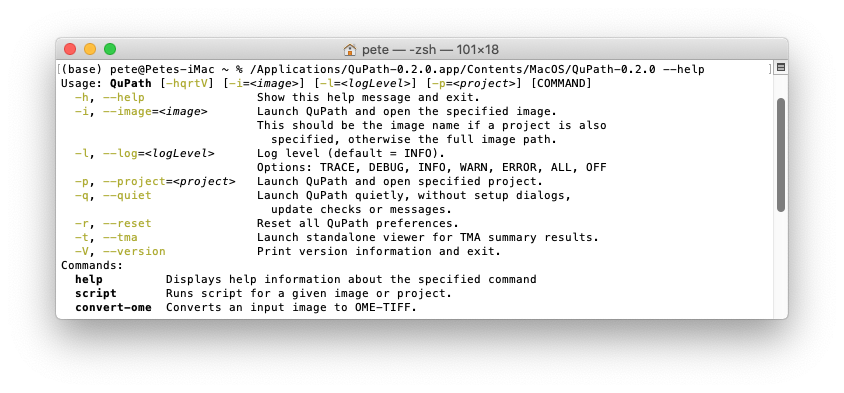 pete — -zsh — 101×18
(base) pete@Petes-iMac ~ % /Applications/QuPath-0.2.0.app/Contents/MacOS/QuPath-0.2.0 --help
Usage: QuPath [-hqrtV] [-i=<image>] [-l=<logLevel>] [-p=<project>] [COMMAND]
  -h, --help                Show this help message and exit.
  -i, --image=<image>       Launch QuPath and open the specified image.
                            This should be the image name if a project is also
                              specified, otherwise the full image path.
  -l, --log=<logLevel>      Log level (default = INFO).
                            Options: TRACE, DEBUG, INFO, WARN, ERROR, ALL, OFF
  -p, --project=<project>   Launch QuPath and open specified project.
  -q, --quiet               Launch QuPath quietly, without setup dialogs,
                              update checks or messages.
  -r, --reset               Reset all QuPath preferences.
  -t, --tma                 Launch standalone viewer for TMA summary results.
  -V, --version             Print version information and exit.
Commands:
  help         Displays help information about the specified command
  script       Runs script for a given image or project.
  convert-ome  Converts an input image to OME-TIFF.